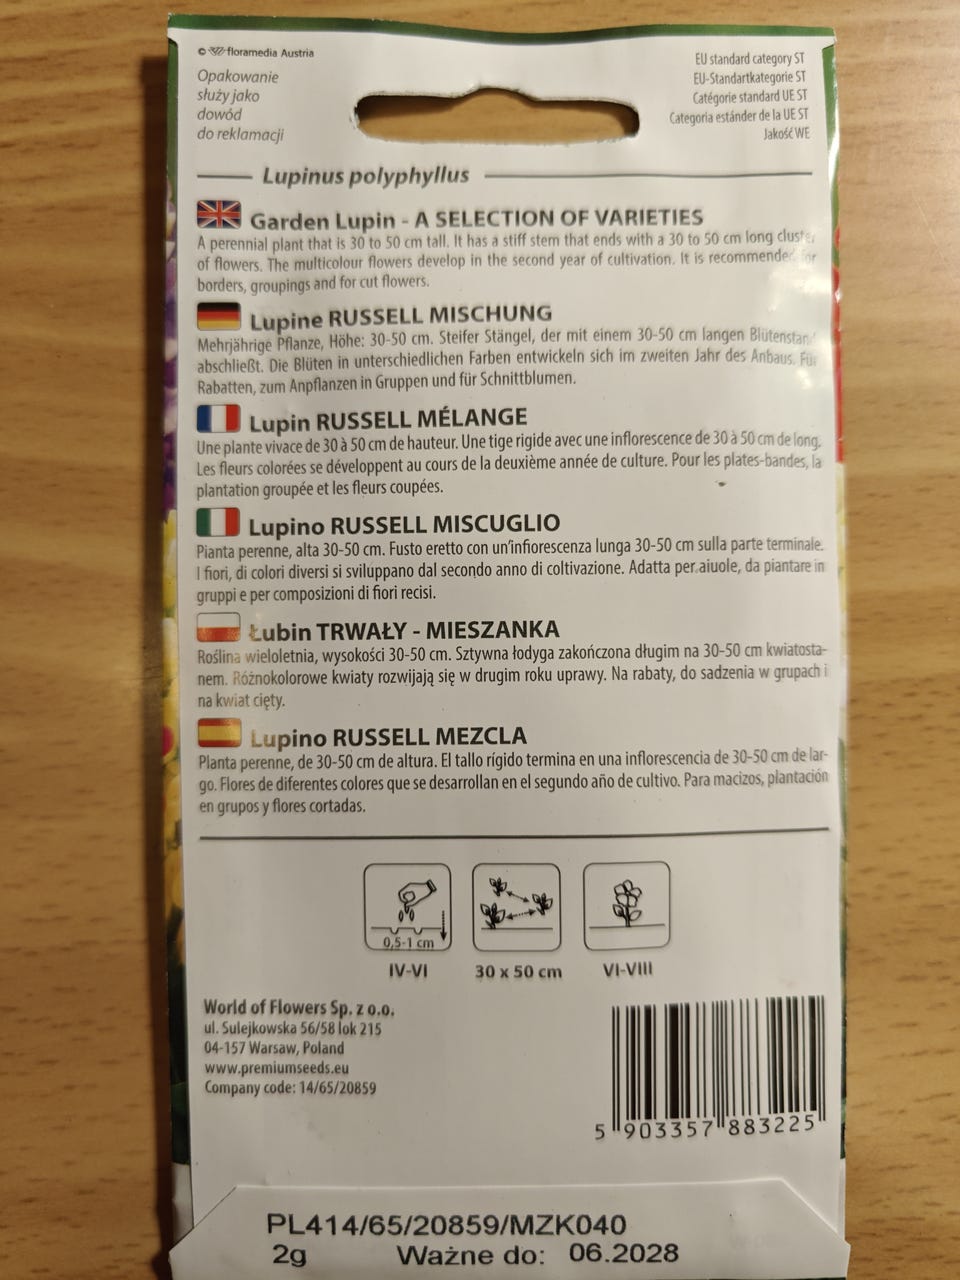 © floramedia Austria
Opakowanie
służy jako
dowód
do reklamacji
EU standard category ST
EU-Standartkategorie ST
Catégorie standard UE ST
Categoria estánder de la UE ST
Jakość WE
Lupinus polyphyllus
Garden Lupin - A SELECTION OF VARIETIES
A perennial plant that is 30 to 50 cm tall. It has a stiff stem that ends with a 30 to 50 cm long cluster
of flowers. The multicolour flowers develop in the second year of cultivation. It is recommended for
borders, groupings and for cut flowers.
Lupine RUSSELL MISCHUNG
Mehrjährige Pflanze, Höhe: 30-50 cm. Steifer Stängel, der mit einem 30-50 cm langen Blütenstand
abschließt. Die Blüten in unterschiedlichen Farben entwickeln sich im zweiten Jahr des Anbaus. Für
Rabatten, zum Anpflanzen in Gruppen und für Schnittblumen.
Lupin RUSSELL MÉLANGE
Une plante vivace de 30 à 50 cm de hauteur. Une tige rigide avec une inflorescence de 30 à 50 cm de long.
Les fleurs colorées se développent au cours de la deuxième année de culture. Pour les plates-bandes, la
plantation groupée et les fleurs coupées.
Lupino RUSSELL MISCUGLIO
Pianta perenne, alta 30-50 cm. Fusto eretto con un'infiorescenza lunga 30-50 cm sulla parte terminale.
I fiori, di colori diversi si sviluppano dal secondo anno di coltivazione. Adatta per aiuole, da piantare in
gruppi e per composizioni di fiori recisi.
Łubin TRWAŁY - MIESZANKA
Roślina wieloletnia, wysokości 30-50 cm. Sztywna łodyga zakończona długim na 30-50 cm kwiatosta-
nem. Różnokolorowe kwiaty rozwijają się w drugim roku uprawy. Na rabaty, do sadzenia w grupach i
na kwiat cięty.
Lupino RUSSELL MEZCLA
Planta perenne, de 30-50 cm de altura. El tallo rígido termina en una inflorescencia de 30-50 cm de lar-
go. Flores de diferentes colores que se desarrollan en el segundo año de cultivo. Para macizos, plantación
en grupos y flores cortadas.
0,5-1 cm
IV-VI
30 x 50 cm
VI-VIII
World of Flowers Sp. z o.o.
ul. Sulejkowska 56/58 lok 215
04-157 Warsaw, Poland
www.premiumseeds.eu
Company code: 14/65/20859
5 903357 883225
PL414/65/20859/MZK040
2g Ważne do: 06.2028